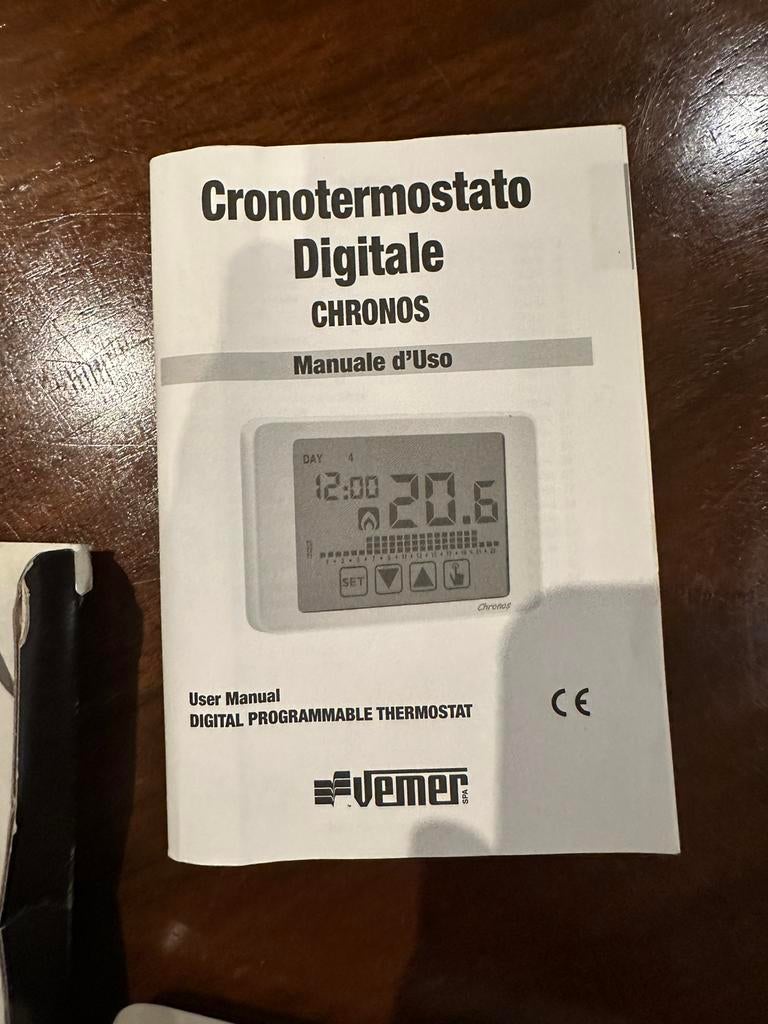 Cronotermostato
Digitale
CHRONOS
Manuale d'Uso
DAY 4
12:00 20.6
SET
Chronos
User Manual
DIGITAL PROGRAMMABLE THERMOSTAT
CE
Vemer SPA